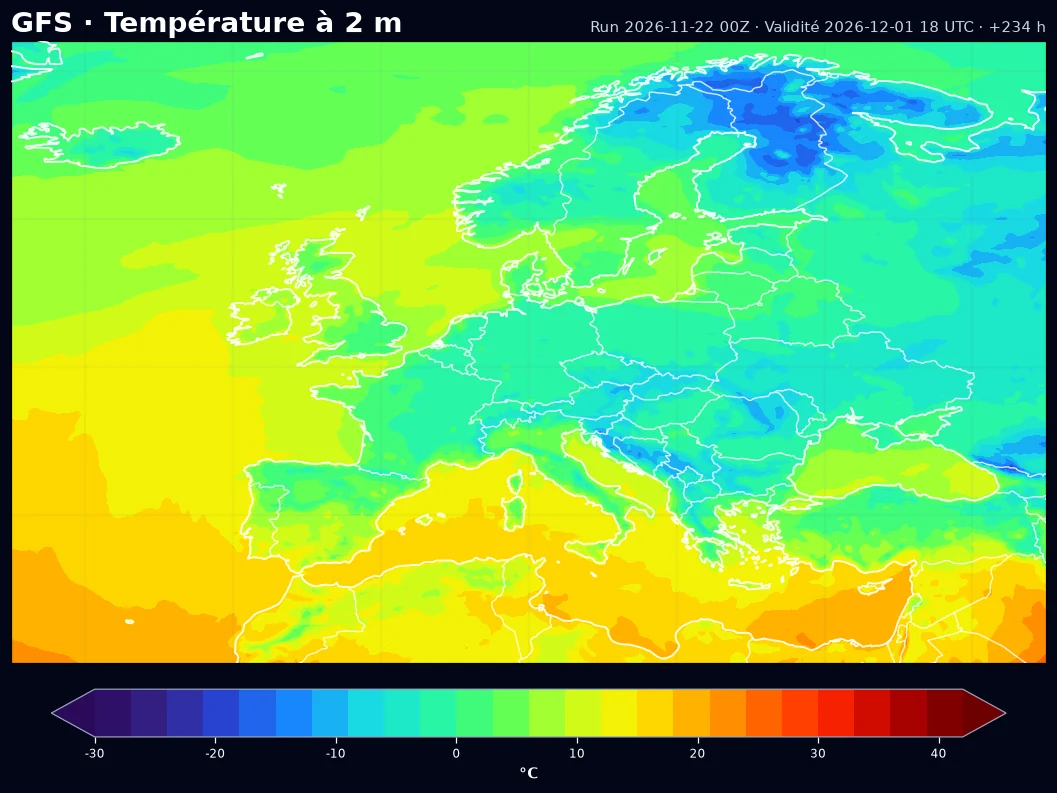 GFS · Température à 2 m
Run 2026-11-22 00Z · Validité 2026-12-01 18 UTC · +234 h
-30 -20 -10 0 10 20 30 40
°C